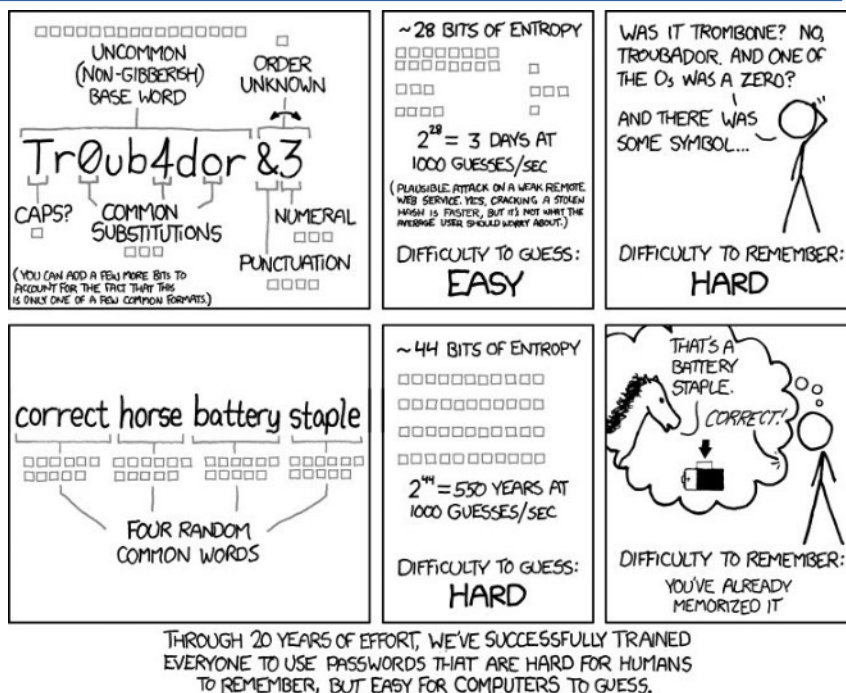 UNCOMMON
(NON-GIBBERISH)
BASE WORD
ORDER
UNKNOWN
Tr0ub4dor &3
CAPS?
COMMON
SUBSTITUTIONS
NUMERAL
PUNCTUATION
(YOU CAN ADD A FEW MORE BITS TO
ACCOUNT FOR THE FACT THAT THIS
IS ONLY ONE OF A FEW COMMON FORMATS.)
~28 BITS OF ENTROPY
2²⁸ = 3 DAYS AT
1000 GUESSES/SEC
(PLAUSIBLE ATTACK ON A WEAK REMOTE
WEB SERVICE. YES, CRACKING A STOLEN
HASH IS FASTER, BUT IT'S NOT WHAT THE
AVERAGE USER SHOULD WORRY ABOUT.)
DIFFICULTY TO GUESS:
EASY
WAS IT TROMBONE? NO,
TROUBADOR. AND ONE OF
THE Os WAS A ZERO?
AND THERE WAS
SOME SYMBOL...
DIFFICULTY TO REMEMBER:
HARD
correct horse battery staple
FOUR RANDOM
COMMON WORDS
~44 BITS OF ENTROPY
2⁴⁴ = 550 YEARS AT
1000 GUESSES/SEC
DIFFICULTY TO GUESS:
HARD
THAT'S A
BATTERY
STAPLE.
CORRECT!
DIFFICULTY TO REMEMBER:
YOU'VE ALREADY
MEMORIZED IT
THROUGH 20 YEARS OF EFFORT, WE'VE SUCCESSFULLY TRAINED
EVERYONE TO USE PASSWORDS THAT ARE HARD FOR HUMANS
TO REMEMBER, BUT EASY FOR COMPUTERS TO GUESS.